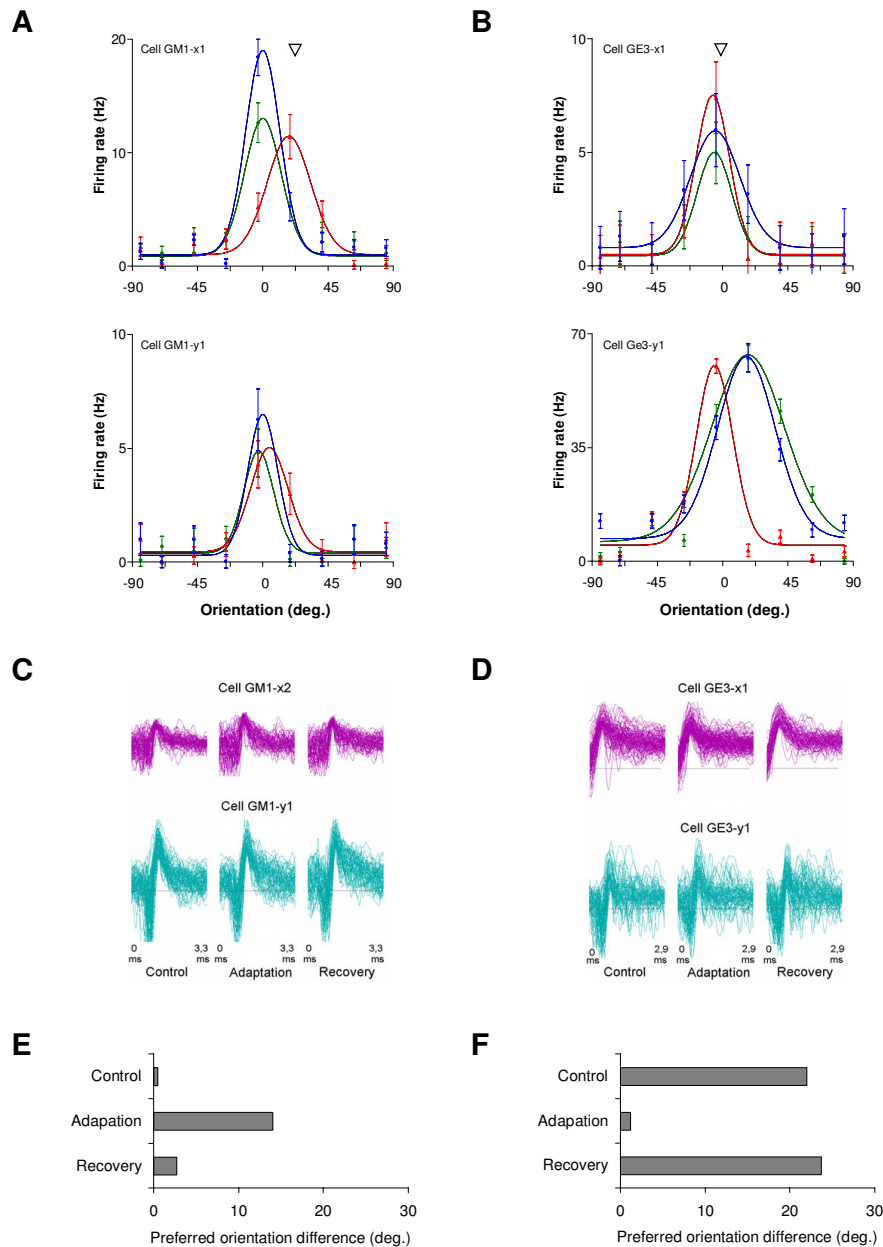 A
B
Cell GM1-x1
20
10
0
-90 -45 0 45 90
Firing rate (Hz)
Cell GE3-x1
10
5
0
-90 -45 0 45 90
Firing rate (Hz)
Cell GM1-y1
10
5
0
-90 -45 0 45 90
Firing rate (Hz)
Orientation (deg.)
Cell Ge3-y1
70
35
0
-90 -45 0 45 90
Firing rate (Hz)
Orientation (deg.)
C
Cell GM1-x2
Cell GM1-y1
0 3,3 0 3,3 0 3,3
ms ms ms ms ms ms
Control Adaptation Recovery
D
Cell GE3-x1
Cell GE3-y1
0 2,9 0 2,9 0 2,9
ms ms ms ms ms ms
Control Adaptation Recovery
E
Control
Adapation
Recovery
0 10 20 30
Preferred orientation difference (deg.)
F
Control
Adapation
Recovery
0 10 20 30
Preferred orientation difference (deg.)